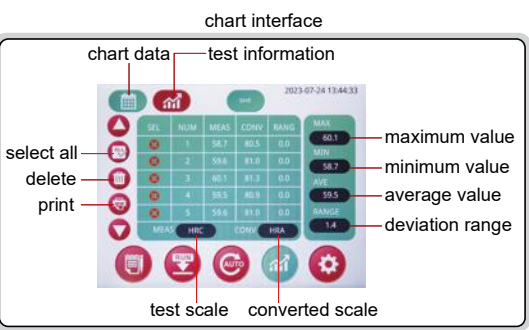 chart interface
chart data
test information
2023-07-24 13:44:33
SEL NUM MEAS CONV RANG
1 58.7 80.5 0.0
2 59.6 81.0 0.0
3 60.1 81.3 0.0
4 59.5 80.9 0.0
5 59.6 81.0 0.0
MEAS HRC CONV HRA
MAX
60.1
MIN
58.7
AVE
59.5
RANGE
1.4
select all
delete
print
maximum value
minimum value
average value
deviation range
RUN
AUTO
test scale
converted scale